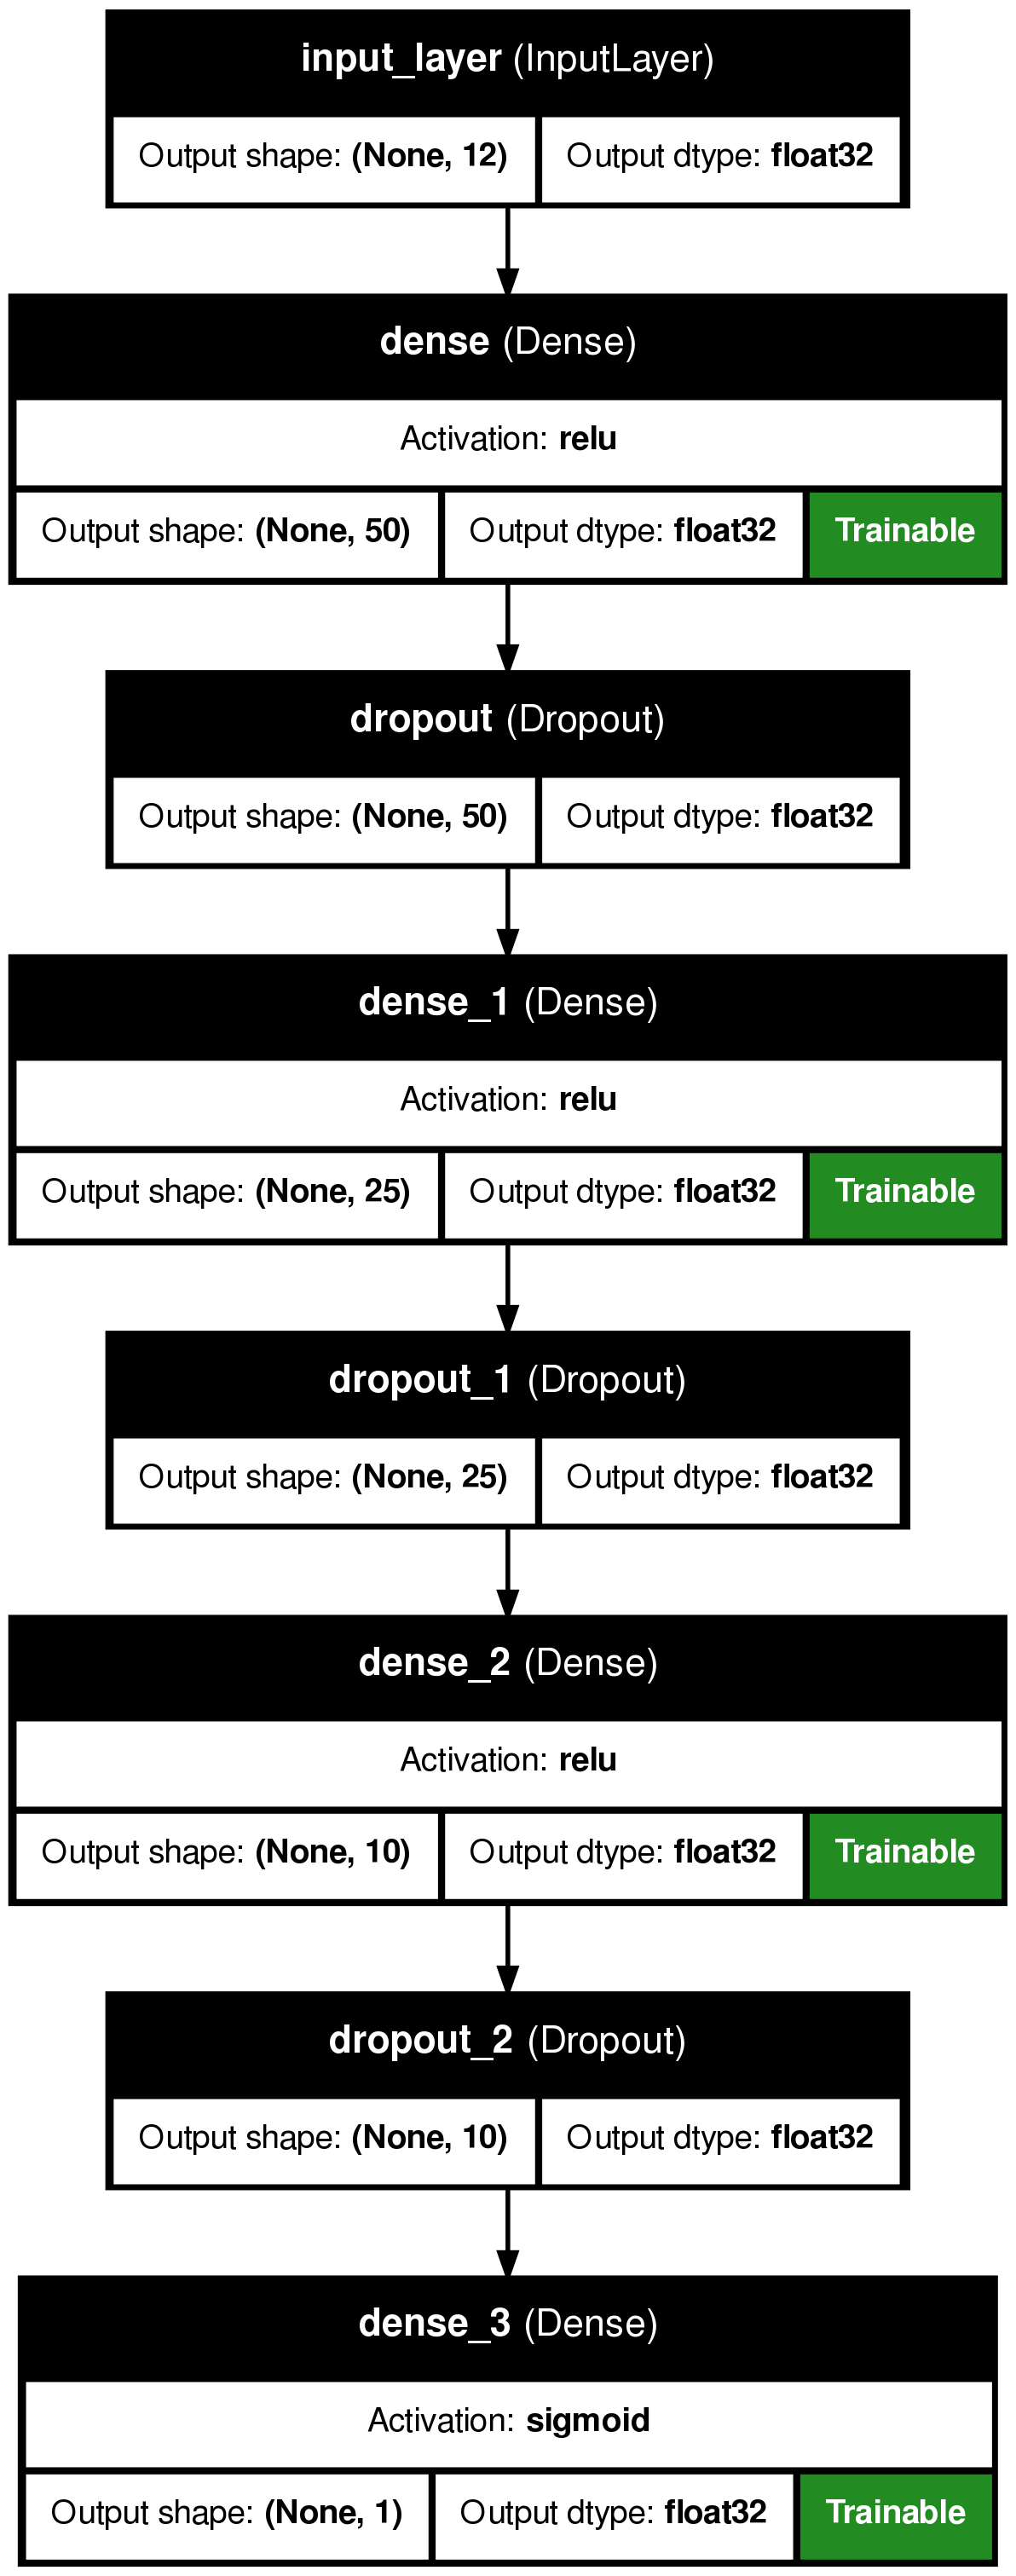 input_layer (InputLayer)
Output shape: (None, 12) Output dtype: float32
dense (Dense)
Activation: relu
Output shape: (None, 50) Output dtype: float32 Trainable
dropout (Dropout)
Output shape: (None, 50) Output dtype: float32
dense_1 (Dense)
Activation: relu
Output shape: (None, 25) Output dtype: float32 Trainable
dropout_1 (Dropout)
Output shape: (None, 25) Output dtype: float32
dense_2 (Dense)
Activation: relu
Output shape: (None, 10) Output dtype: float32 Trainable
dropout_2 (Dropout)
Output shape: (None, 10) Output dtype: float32
dense_3 (Dense)
Activation: sigmoid
Output shape: (None, 1) Output dtype: float32 Trainable